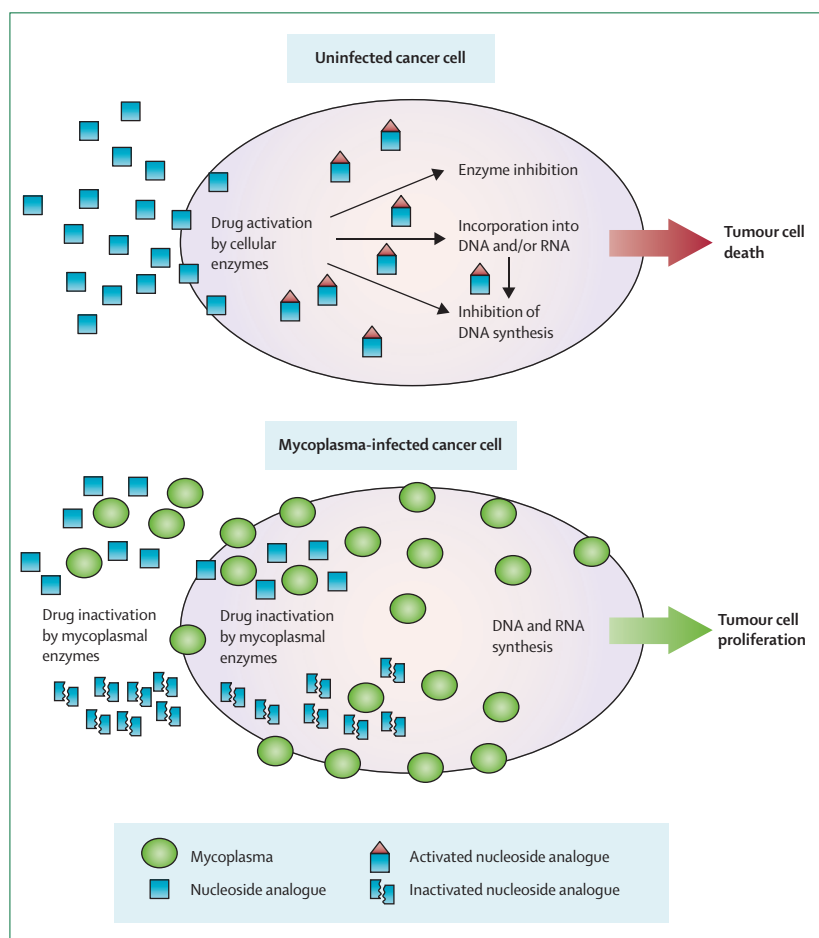 Uninfected cancer cell
Drug activation
by cellular
enzymes
Enzyme inhibition
Incorporation into
DNA and/or RNA
Inhibition of
DNA synthesis
Tumour cell
death
Mycoplasma-infected cancer cell
Drug inactivation
by mycoplasmal
enzymes
Drug inactivation
by mycoplasmal
enzymes
DNA and RNA
synthesis
Tumour cell
proliferation
Mycoplasma
Nucleoside analogue
Activated nucleoside analogue
Inactivated nucleoside analogue